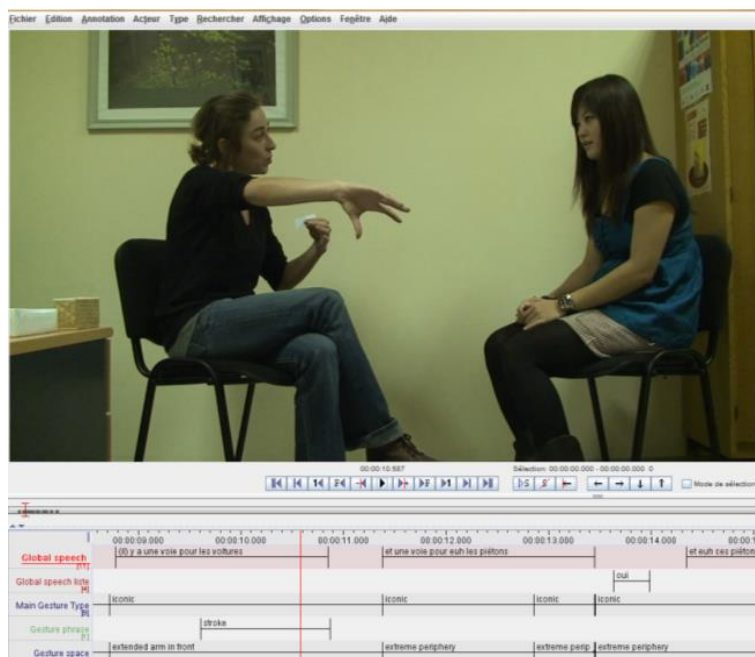 Fichier Edition Annotation Acteur Type Rechercher Affichage Options Fenêtre Aide
00:00:10.587
Sélection: 00:00:00.000 - 00:00:00.000 0
Mode de sélection
00:00:09.000 00:00:10.000 00:00:11.000 00:00:12.000 00:00:13.000 00:00:14.000
Global speech (il) y a une voie pour les voitures et une voie pour euh les piétons et euh ces piéton
Global speech liste oui
Main Gesture Type iconic iconic iconic iconic
Gesture phrase stroke
Gesture space extended arm in front extreme periphery extreme perip extreme periphery